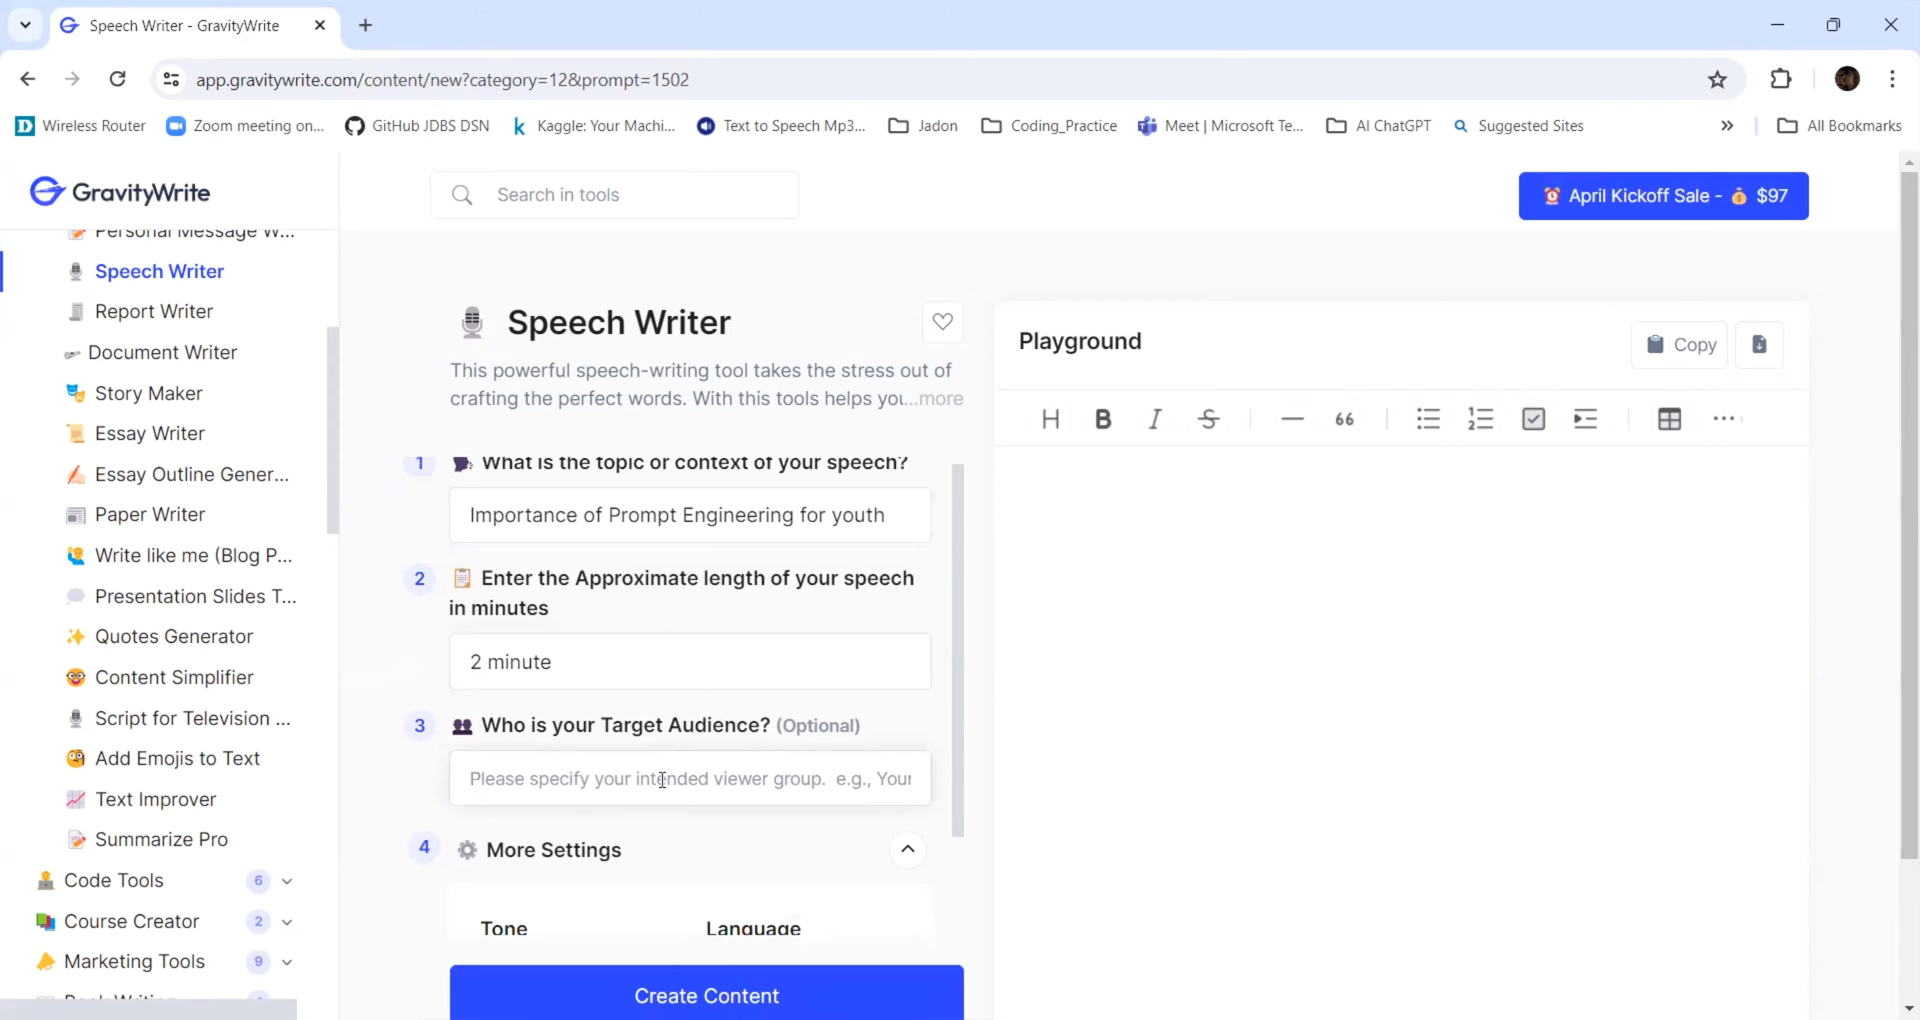 Speech Writer - GravityWrite
app.gravitywrite.com/content/new?category=12&prompt=1502
Wireless Router
Zoom meeting on...
GitHub JDBS DSN
Kaggle: Your Machi...
Text to Speech Mp3...
Jadon
Coding_Practice
Meet | Microsoft Te...
AI ChatGPT
Suggested Sites
»
All Bookmarks
GravityWrite
Search in tools
April Kickoff Sale - $97
Personal Message W...
Speech Writer
Report Writer
Document Writer
Story Maker
Essay Writer
Essay Outline Gener...
Paper Writer
Write like me (Blog P...
Presentation Slides T...
Quotes Generator
Content Simplifier
Script for Television ...
Add Emojis to Text
Text Improver
Summarize Pro
Code Tools 6
Course Creator 2
Marketing Tools 9
Speech Writer
This powerful speech-writing tool takes the stress out of
crafting the perfect words. With this tools helps you...more
1 What is the topic or context of your speech?
Importance of Prompt Engineering for youth
2 Enter the Approximate length of your speech
in minutes
2 minute
3 Who is your Target Audience? (Optional)
Please specify your intended viewer group. e.g., Your
4 More Settings
Tone Language
Create Content
Playground
Copy
H B I S